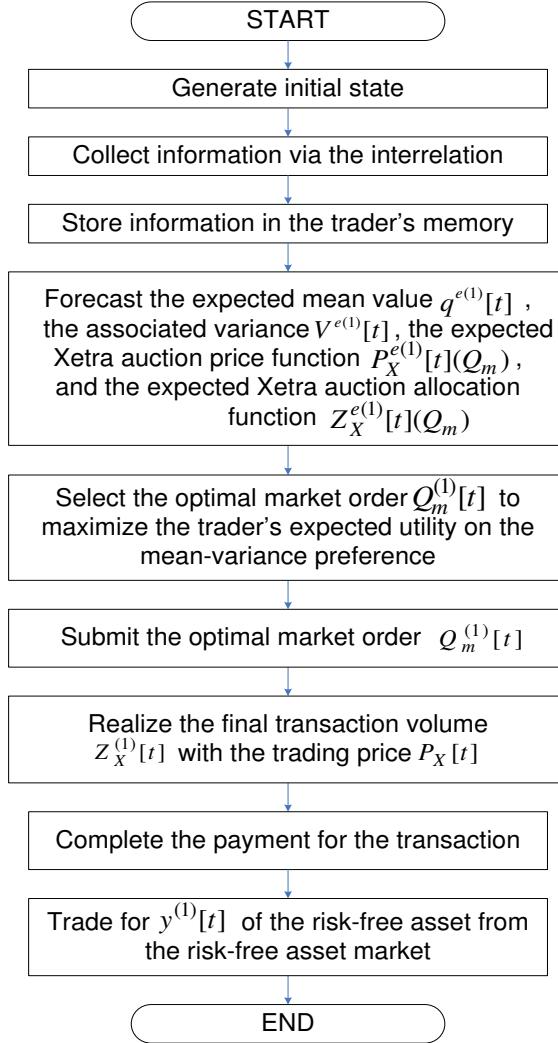 START
Generate initial state
Collect information via the interrelation
Store information in the trader's memory
Forecast the expected mean value $q^{e(1)}[t]$ ,
the associated variance $V^{e(1)}[t]$ , the expected
Xetra auction price function $P_X^{e(1)}[t](Q_m)$ ,
and the expected Xetra auction allocation
function $Z_X^{e(1)}[t](Q_m)$
Select the optimal market order $Q_m^{(1)}[t]$ to
maximize the trader's expected utility on the
mean-variance preference
Submit the optimal market order $Q_m^{(1)}[t]$
Realize the final transaction volume
$Z_X^{(1)}[t]$ with the trading price $P_X[t]$
Complete the payment for the transaction
Trade for $y^{(1)}[t]$ of the risk-free asset from
the risk-free asset market
END